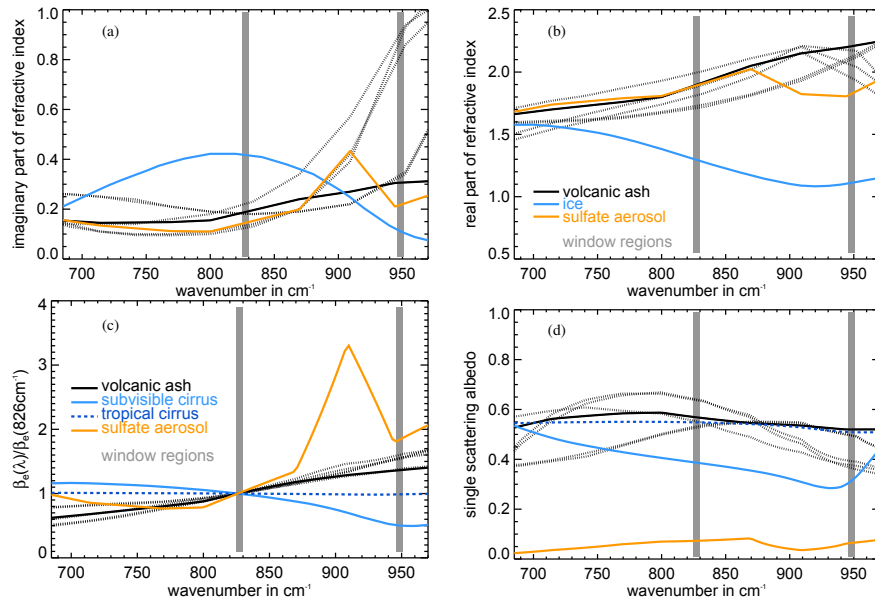 (a)
imaginary part of refractive index
1.0
0.8
0.6
0.4
0.2
0.0
700 750 800 850 900 950
wavenumber in cm⁻¹
(b)
real part of refractive index
2.5
2.0
1.5
1.0
0.5
volcanic ash
ice
sulfate aerosol
window regions
700 750 800 850 900 950
wavenumber in cm⁻¹
(c)
βₑ(λ)/βₑ(826cm⁻¹)
4
3
2
1
0
volcanic ash
subvisible cirrus
tropical cirrus
sulfate aerosol
window regions
700 750 800 850 900 950
wavenumber in cm⁻¹
(d)
single scattering albedo
1.0
0.8
0.6
0.4
0.2
0.0
700 750 800 850 900 950
wavenumber in cm⁻¹